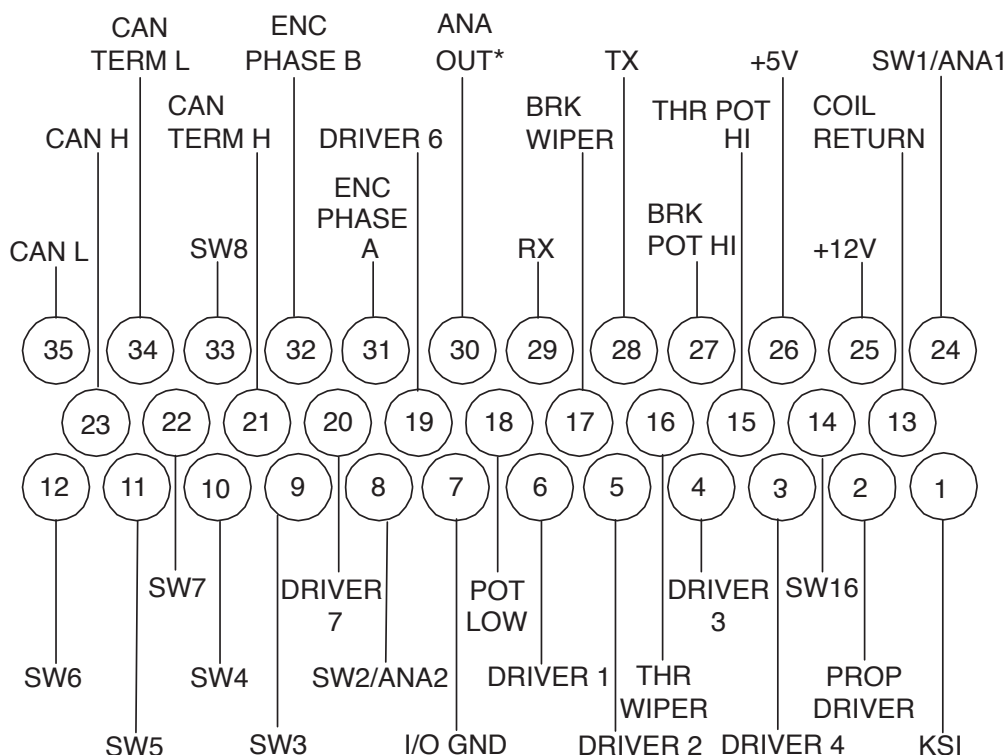 CAN
TERM L
ENC
PHASE B
ANA
OUT*
TX
+5V
SW1/ANA1
CAN H
CAN
TERM H
DRIVER 6
BRK
WIPER
THR POT
HI
COIL
RETURN
CAN L
SW8
ENC
PHASE
A
RX
BRK
POT HI
+12V
35 34 33 32 31 30 29 28 27 26 25 24
23 22 21 20 19 18 17 16 15 14 13
12 11 10 9 8 7 6 5 4 3 2 1
SW7
DRIVER
7
POT
LOW
DRIVER
3
SW16
SW6
SW4
SW2/ANA2
DRIVER 1
THR
WIPER
PROP
DRIVER
SW5
SW3
I/O GND
DRIVER 2
DRIVER 4
KSI